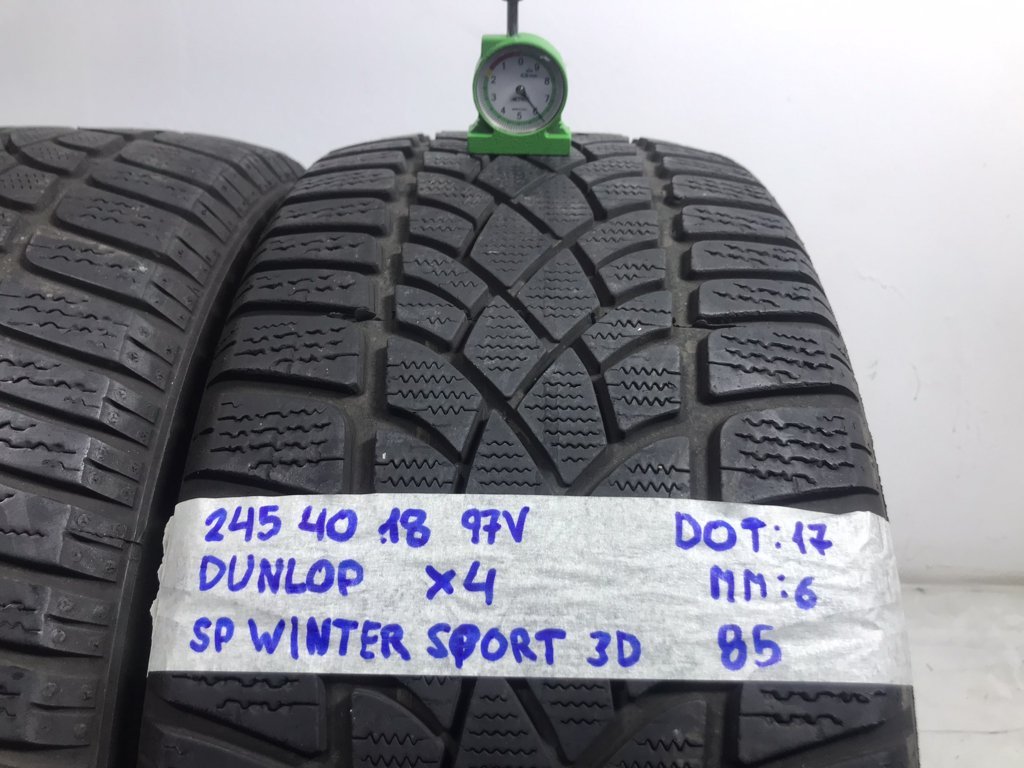 245 40 18 97V DOT:17
DUNLOP x4 MM:6
SP WINTER SPORT 3D 85